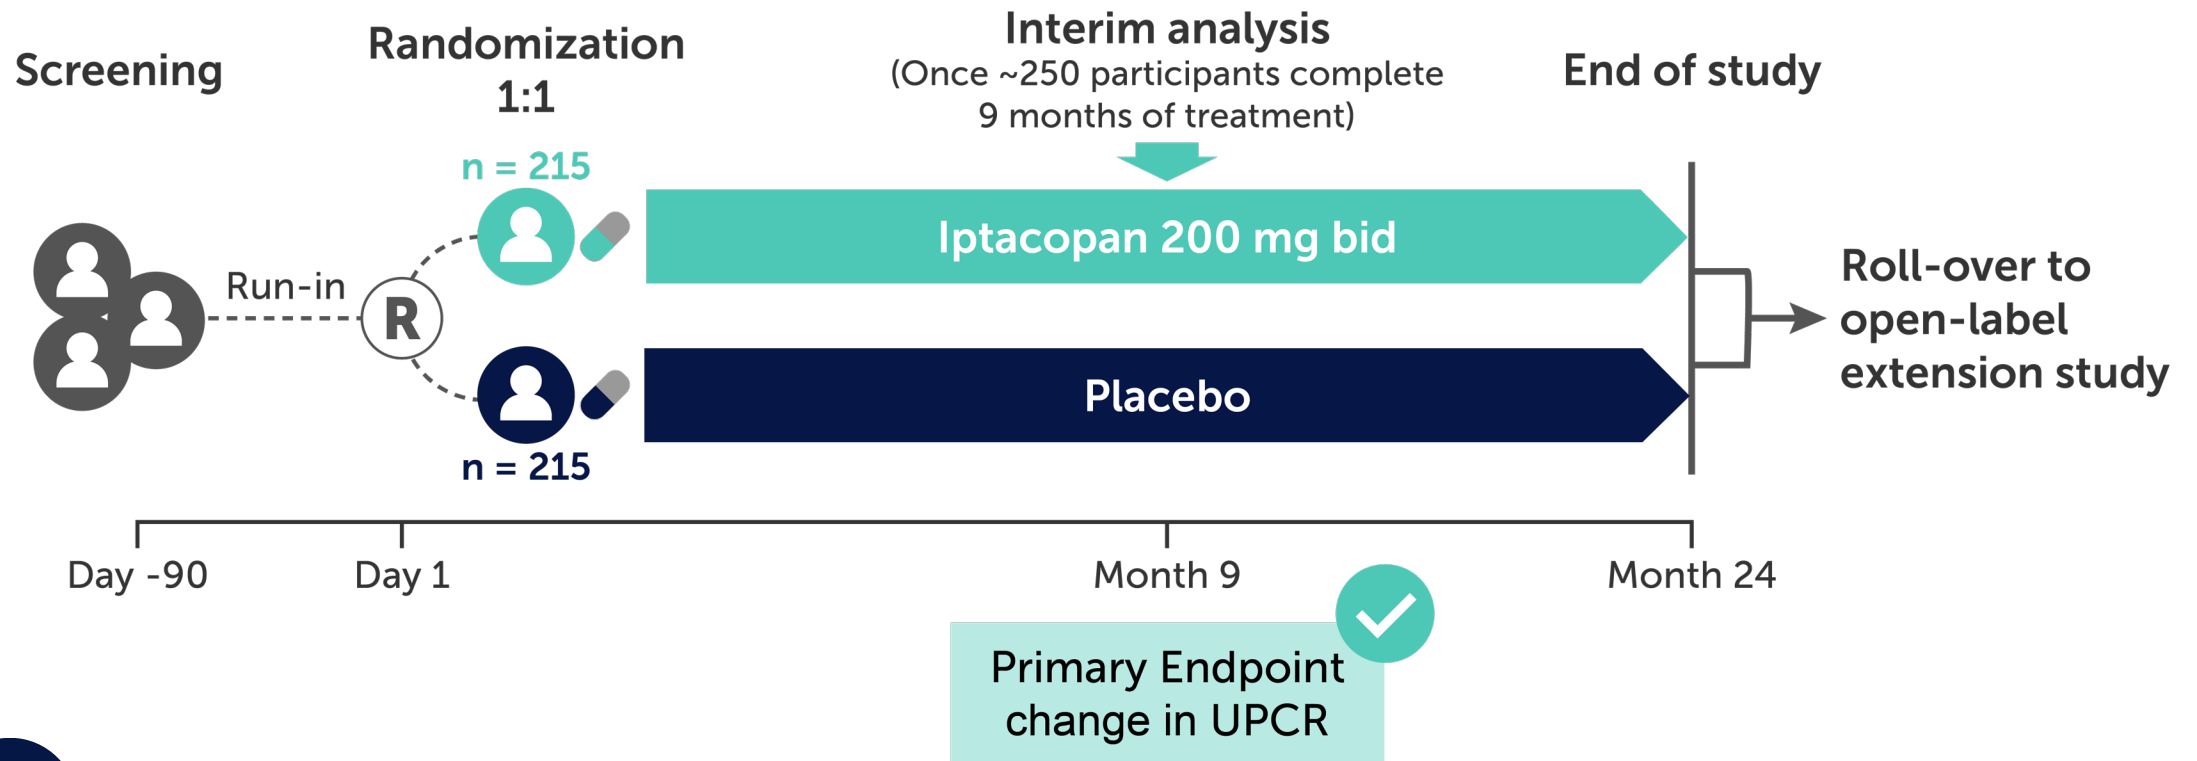 Screening
Randomization
1:1
Interim analysis
(Once ~250 participants complete
9 months of treatment)
End of study
n = 215
Iptacopan 200 mg bid
Run-in
R
Roll-over to
open-label
extension study
Placebo
n = 215
Day -90
Day 1
Month 9
Month 24
Primary Endpoint
change in UPCR